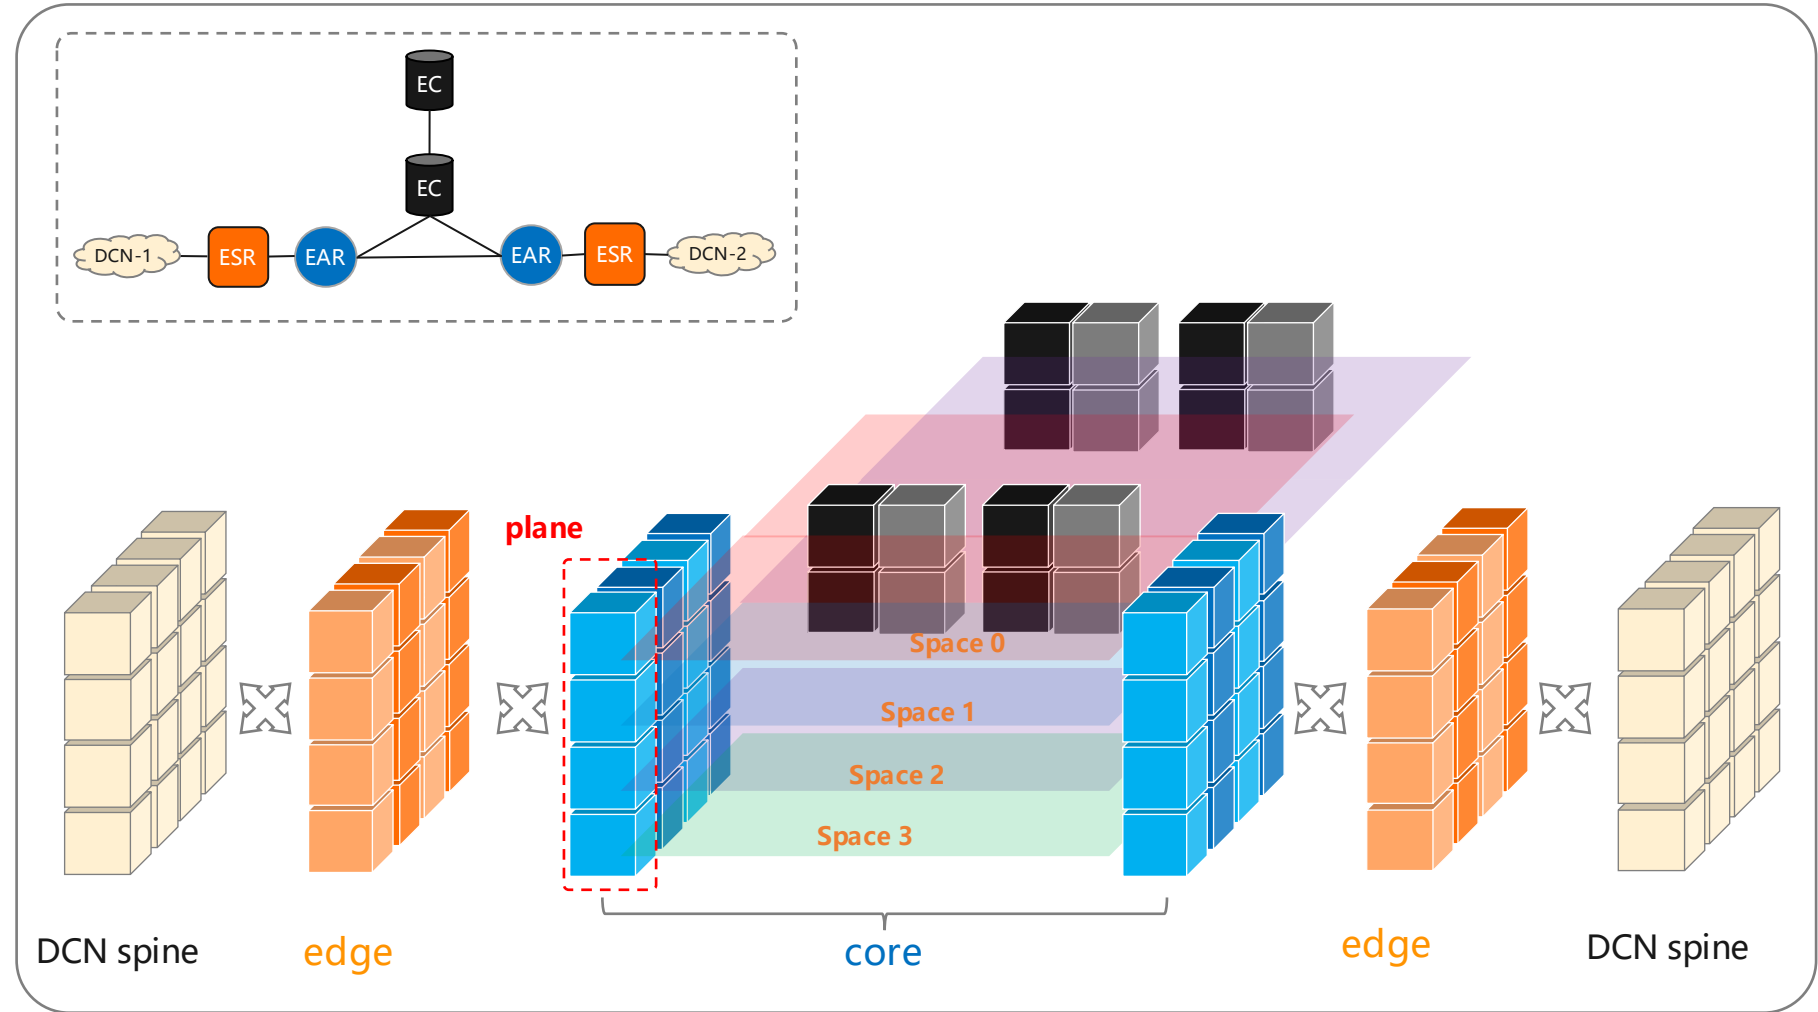 EC
EC
DCN-1
ESR
EAR
EAR
ESR
DCN-2
plane
Space 0
Space 1
Space 2
Space 3
DCN spine
edge
core
edge
DCN spine